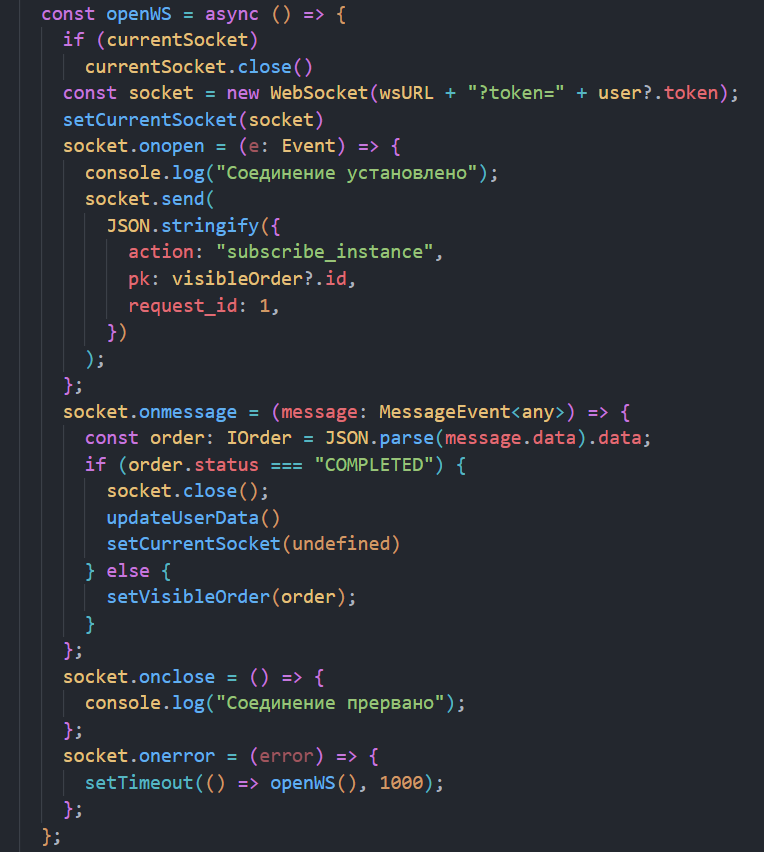 const openWS = async () => {
if (currentSocket)
currentSocket.close()
const socket = new WebSocket(wsURL + "?token=" + user?.token);
setCurrentSocket(socket)
socket.onopen = (e: Event) => {
console.log("Соединение установлено");
socket.send(
JSON.stringify({
action: "subscribe_instance",
pk: visibleOrder?.id,
request_id: 1,
})
);
};
socket.onmessage = (message: MessageEvent<any>) => {
const order: IOrder = JSON.parse(message.data).data;
if (order.status === "COMPLETED") {
socket.close();
updateUserData()
setCurrentSocket(undefined)
} else {
setVisibleOrder(order);
}
};
socket.onclose = () => {
console.log("Соединение прервано");
};
socket.onerror = (error) => {
setTimeout(() => openWS(), 1000);
};
};